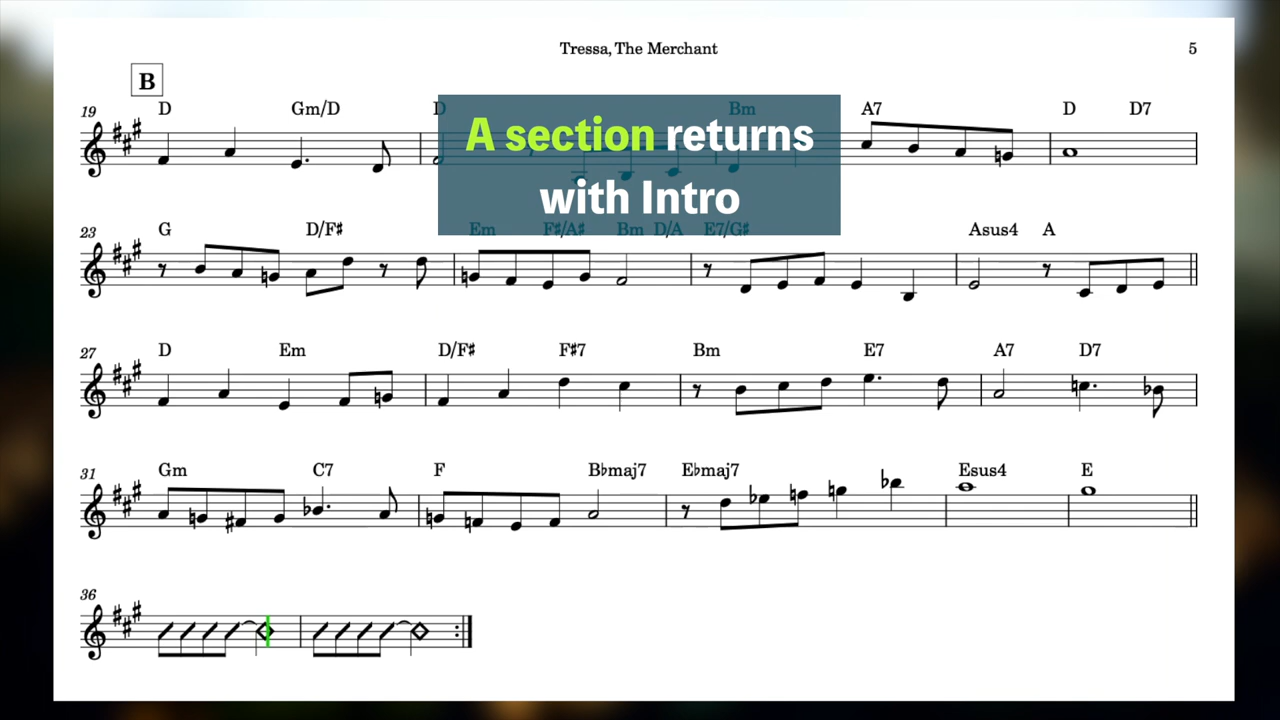 Tressa, The Merchant
5
B
19 D Gm/D D Bm A7 D D7
A section returns
with Intro
23 G D/F♯ Em F♯/A♯ Bm D/A E7/G♯ Asus4 A
27 D Em D/F♯ F♯7 Bm E7 A7 D7
31 Gm C7 F B♭maj7 E♭maj7 Esus4 E
36